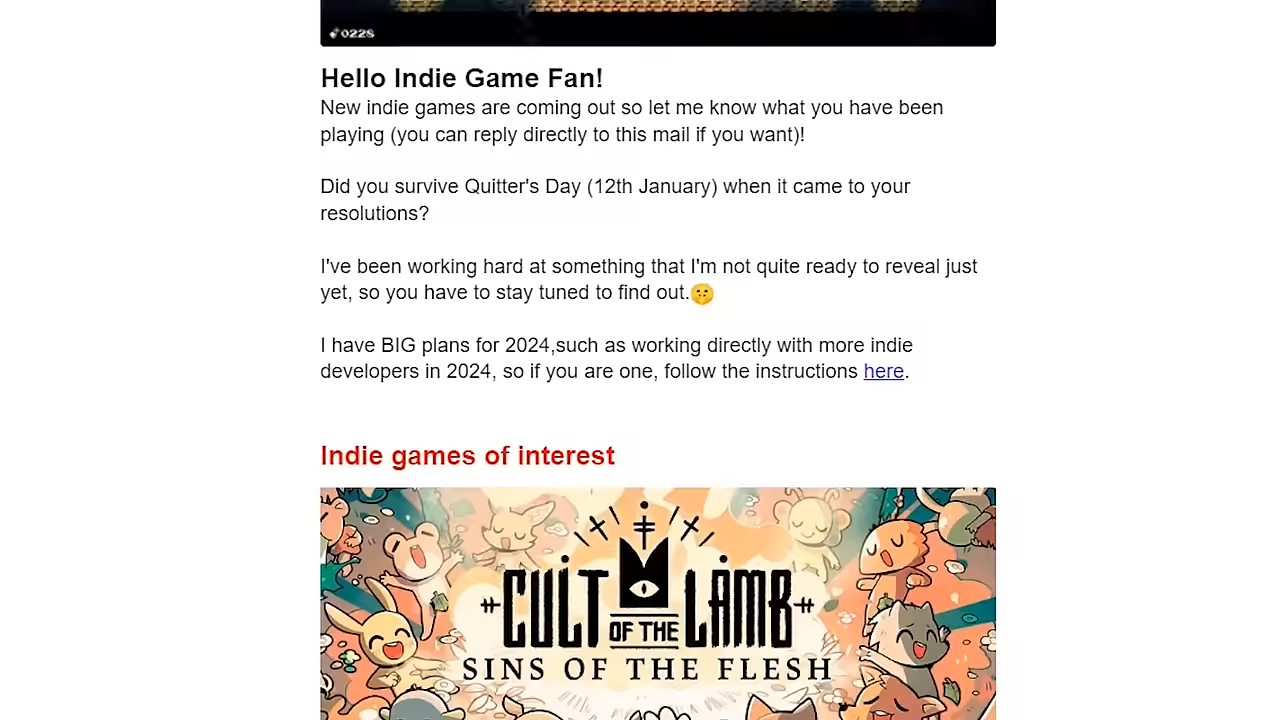 0228
Hello Indie Game Fan!
New indie games are coming out so let me know what you have been
playing (you can reply directly to this mail if you want)!
Did you survive Quitter's Day (12th January) when it came to your
resolutions?
I've been working hard at something that I'm not quite ready to reveal just
yet, so you have to stay tuned to find out.🤫
I have BIG plans for 2024,such as working directly with more indie
developers in 2024, so if you are one, follow the instructions here.
Indie games of interest
CULT OF THE LAMB
SINS OF THE FLESH